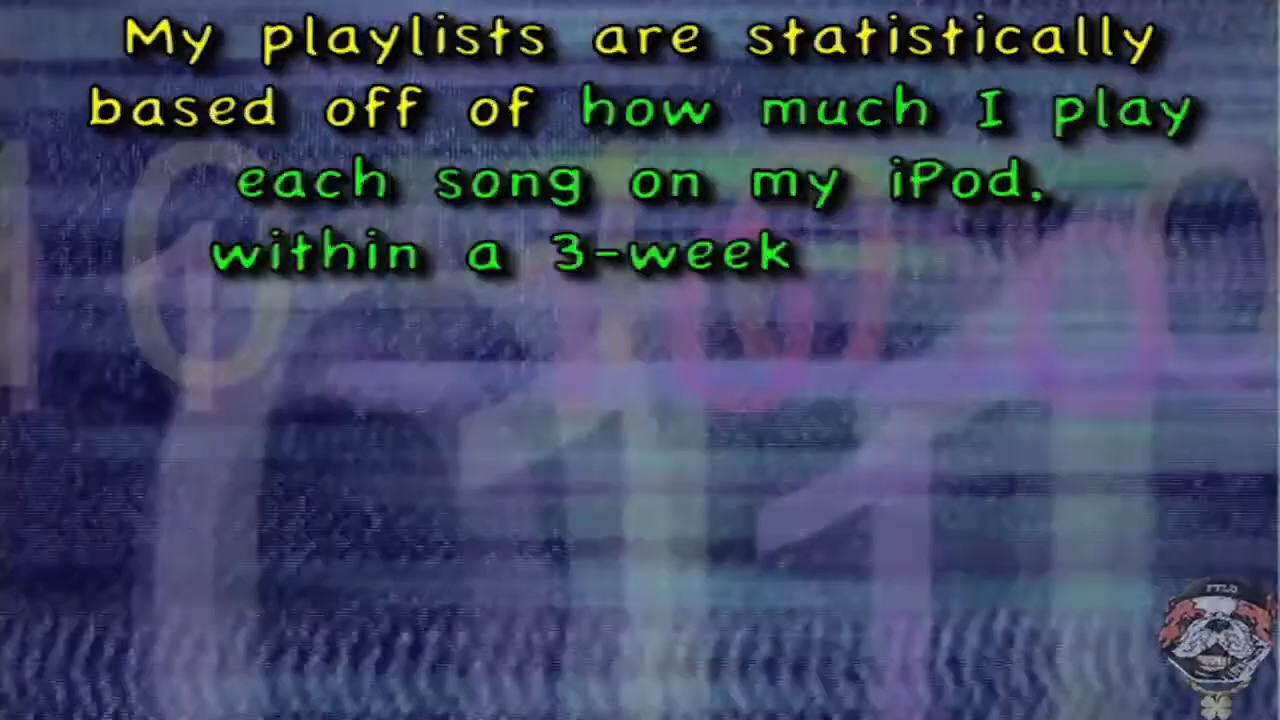 My playlists are statistically
based off of how much I play
each song on my iPod,
within a 3-week